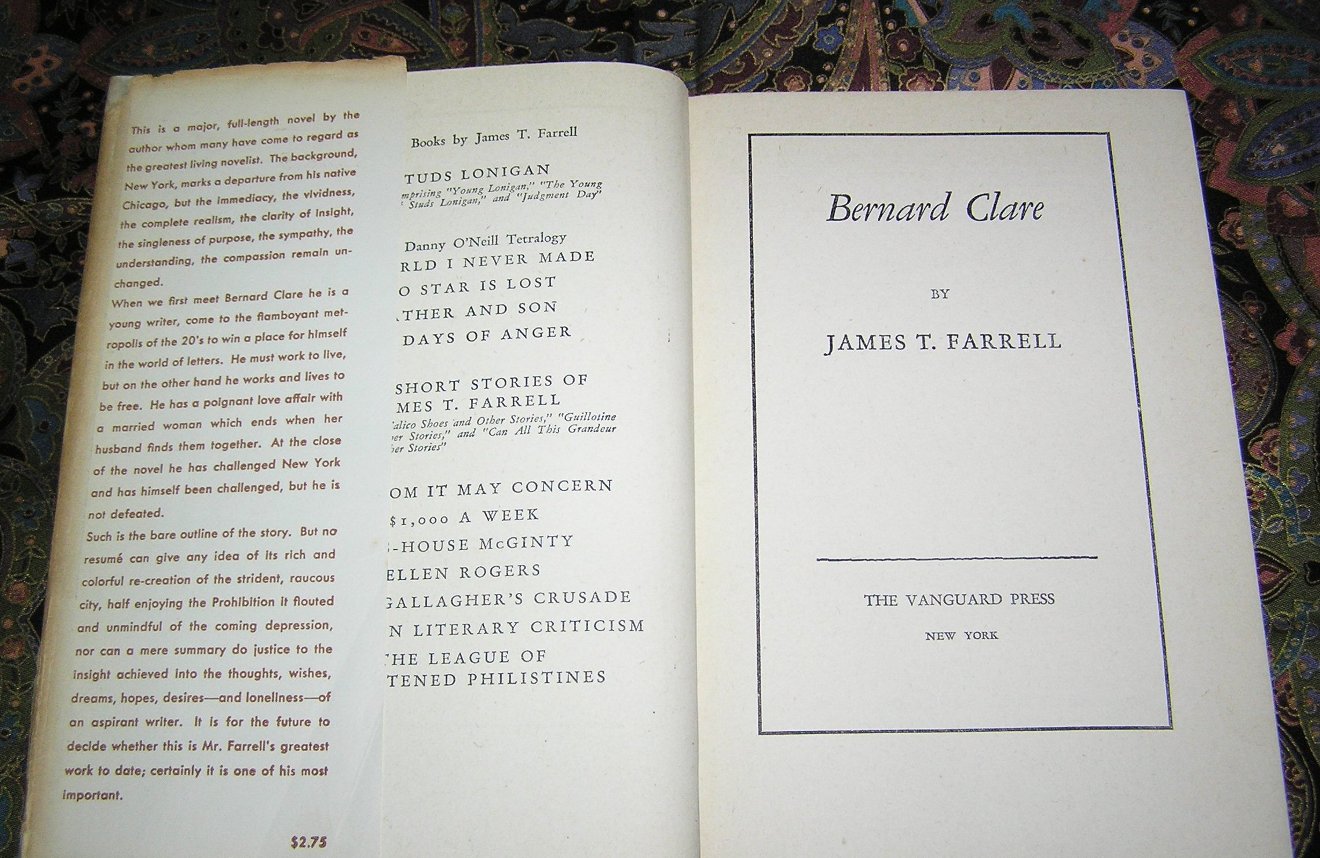 This is a major, full-length novel by the
author whom many have come to regard as
the greatest living novelist. The background,
New York, marks a departure from his native
Chicago, but the immediacy, the vividness,
the complete realism, the clarity of insight,
the singleness of purpose, the sympathy, the
understanding, the compassion remain un-
changed.
When we first meet Bernard Clare he is a
young writer, come to the flamboyant met-
ropolis of the 20's to win a place for himself
in the world of letters. He must work to live,
but on the other hand he works and lives to
be free. He has a poignant love affair with
a married woman which ends when her
husband finds them together. At the close
of the novel he has challenged New York
and has himself been challenged, but he is
not defeated.
Such is the bare outline of the story. But no
resumé can give any idea of its rich and
colorful re-creation of the strident, raucous
city, half enjoying the Prohibition it flouted
and unmindful of the coming depression,
nor can a mere summary do justice to the
insight achieved into the thoughts, wishes,
dreams, hopes, desires—and loneliness—of
an aspirant writer. It is for the future to
decide whether this is Mr. Farrell's greatest
work to date; certainly it is one of his most
important.
$2.75
Books by James T. Farrell
TUDS LONIGAN
mprising "Young Lonigan," "The Young
Studs Lonigan," and "Judgment Day"
Danny O'Neill Tetralogy
RLD I NEVER MADE
O STAR IS LOST
THER AND SON
DAYS OF ANGER
SHORT STORIES OF
MES T. FARRELL
alico Shoes and Other Stories," "Guillotine
er Stories," and "Can All This Grandeur
er Stories"
OM IT MAY CONCERN
$1,000 A WEEK
-HOUSE McGINTY
ELLEN ROGERS
GALLAGHER'S CRUSADE
N LITERARY CRITICISM
HE LEAGUE OF
TENED PHILISTINES
Bernard Clare
BY
JAMES T. FARRELL
THE VANGUARD PRESS
NEW YORK